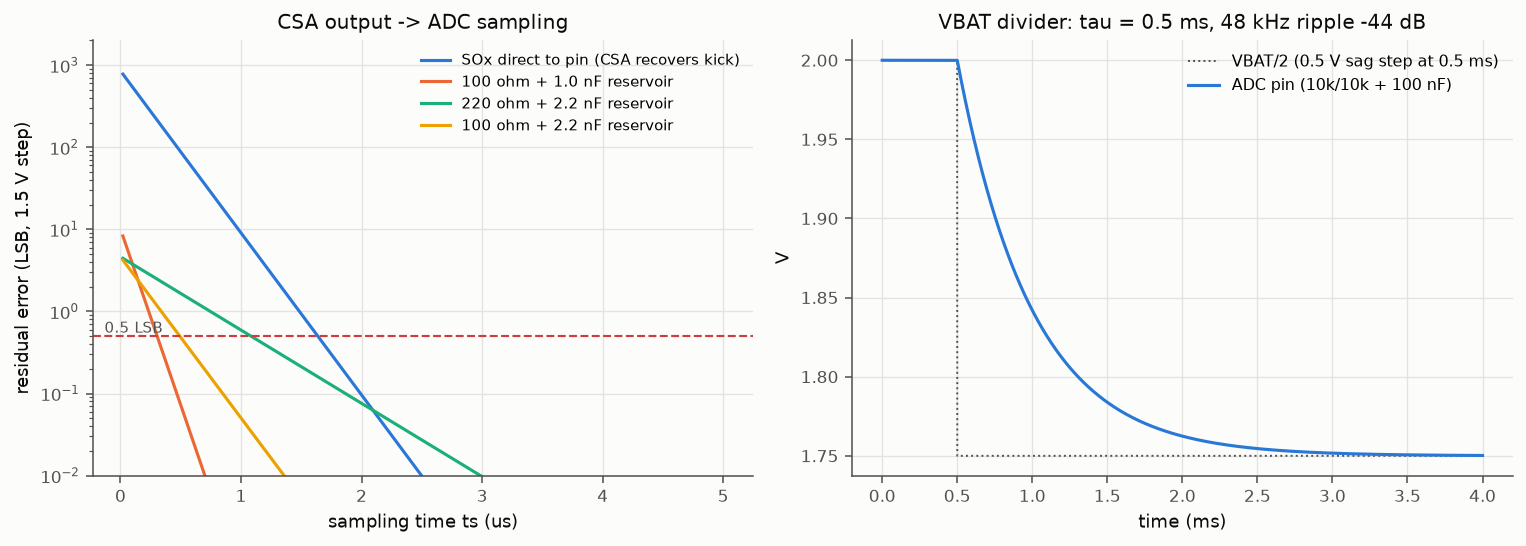 CSA output -> ADC sampling
residual error (LSB, 1.5 V step)
10³
10²
10¹
10⁰
10⁻¹
10⁻²
SOx direct to pin (CSA recovers kick)
100 ohm + 1.0 nF reservoir
220 ohm + 2.2 nF reservoir
100 ohm + 2.2 nF reservoir
0.5 LSB
0 1 2 3 4 5
sampling time ts (us)
VBAT divider: tau = 0.5 ms, 48 kHz ripple -44 dB
V
2.00
1.95
1.90
1.85
1.80
1.75
VBAT/2 (0.5 V sag step at 0.5 ms)
ADC pin (10k/10k + 100 nF)
0.0 0.5 1.0 1.5 2.0 2.5 3.0 3.5 4.0
time (ms)